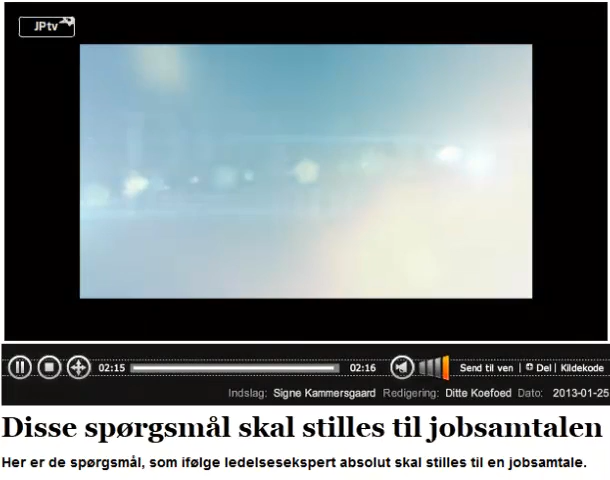 JPtv
02:15 02:16 Send til ven | Del | Kildekode
Indslag: Signe Kammersgaard Redigering: Ditte Koefoed Dato: 2013-01-25
Disse spørgsmål skal stilles til jobsamtalen
Her er de spørgsmål, som ifølge ledelsesekspert absolut skal stilles til en jobsamtale.